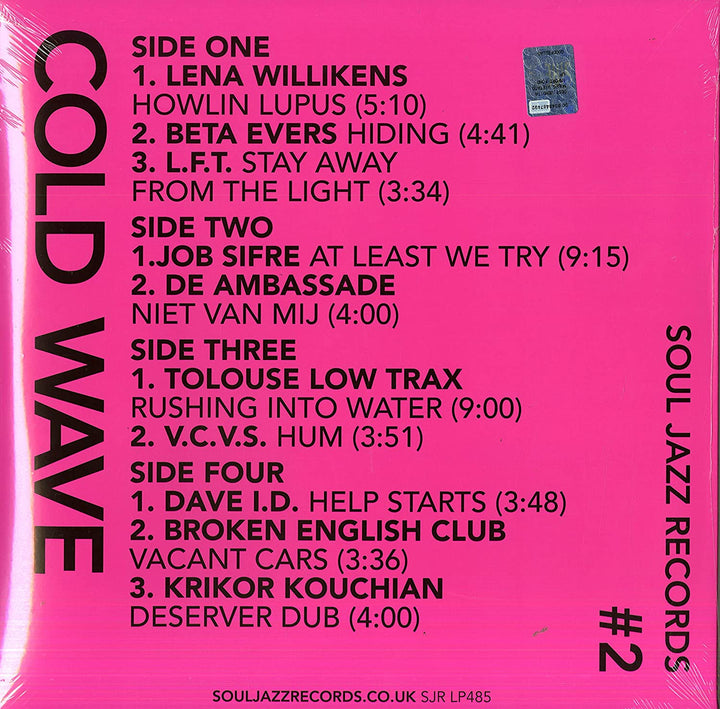 COLD WAVE
SIDE ONE
1. LENA WILLIKENS
HOWLIN LUPUS (5:10)
2. BETA EVERS HIDING (4:41)
3. L.F.T. STAY AWAY
FROM THE LIGHT (3:34)
SIDE TWO
1.JOB SIFRE AT LEAST WE TRY (9:15)
2. DE AMBASSADE
NIET VAN MIJ (4:00)
SIDE THREE
1. TOLOUSE LOW TRAX
RUSHING INTO WATER (9:00)
2. V.C.V.S. HUM (3:51)
SIDE FOUR
1. DAVE I.D. HELP STARTS (3:48)
2. BROKEN ENGLISH CLUB
VACANT CARS (3:36)
3. KRIKOR KOUCHIAN
DESERVER DUB (4:00)
SOUL JAZZ RECORDS
#2
SOULJAZZRECORDS.CO.UK SJR LP485